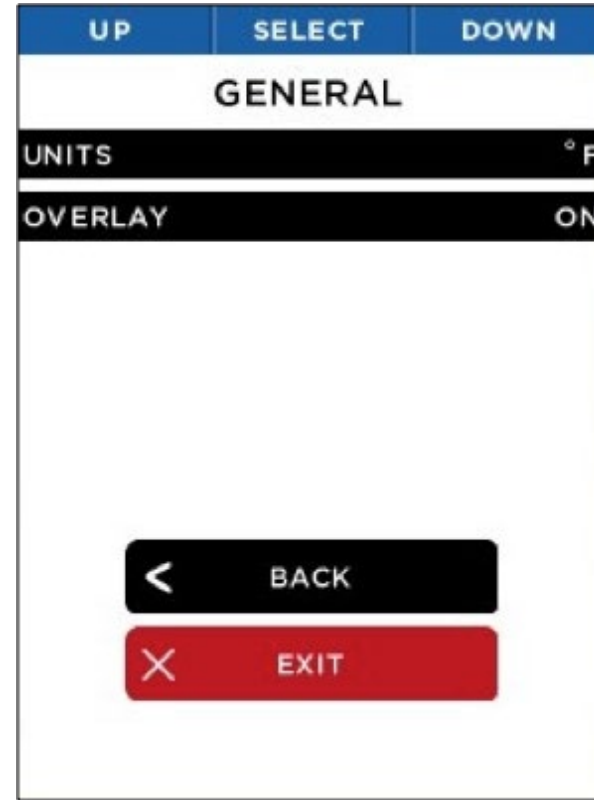 UP SELECT DOWN
GENERAL
UNITS °F
OVERLAY ON
< BACK
X EXIT